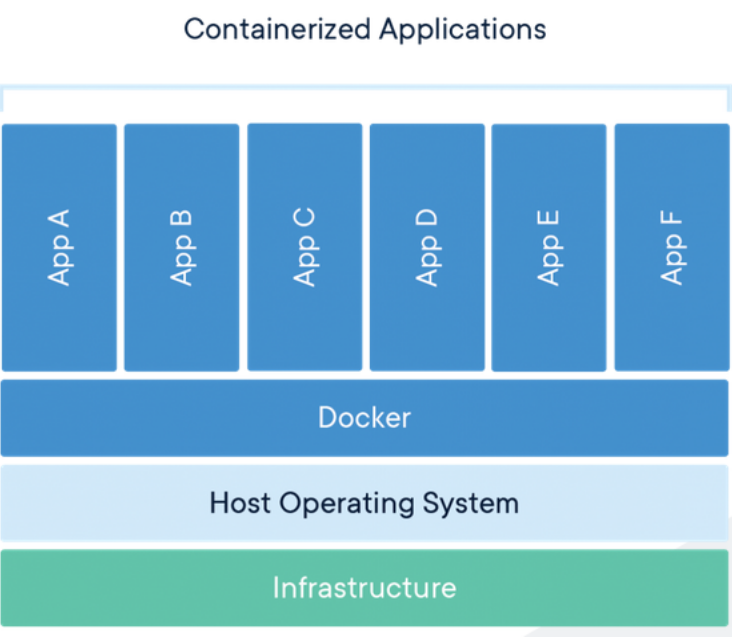 Containerized Applications
App A
App B
App C
App D
App E
App F
Docker
Host Operating System
Infrastructure